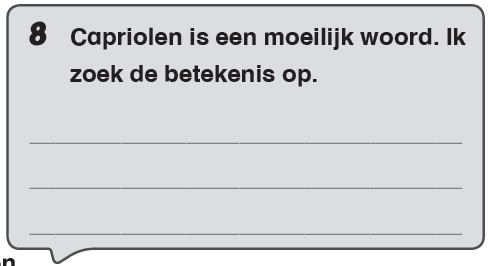 8 Capriolen is een moeilijk woord. Ik
zoek de betekenis op.